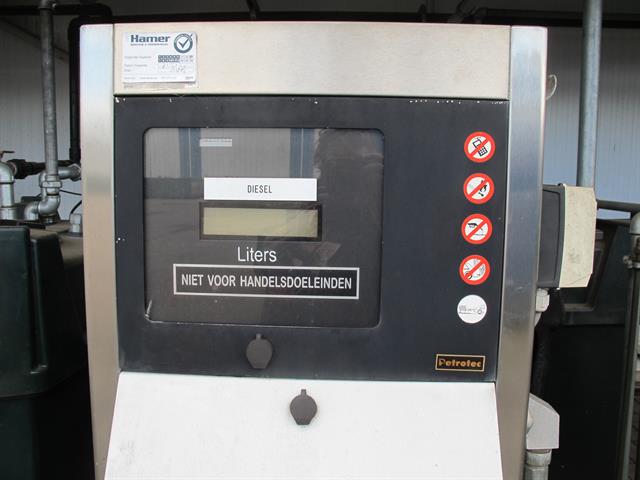 Hamer
DIESEL
Liters
NIET VOOR HANDELSDOELEINDEN
Petrotec